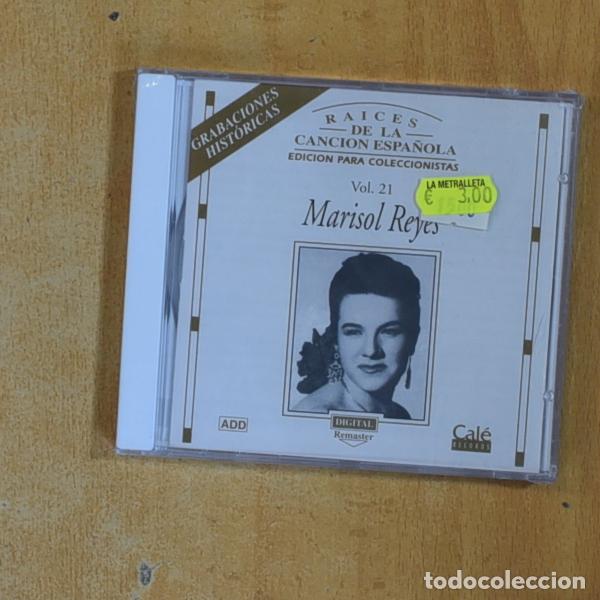 GRABACIONES
HISTÓRICAS
RAICES
DE LA
CANCION ESPAÑOLA
EDICION PARA COLECCIONISTAS
Vol. 21
LA METRALLETA
€ 3,00
Marisol Reyes
ADD
DIGITAL
Remaster
Calé
RECORDS
todocoleccion